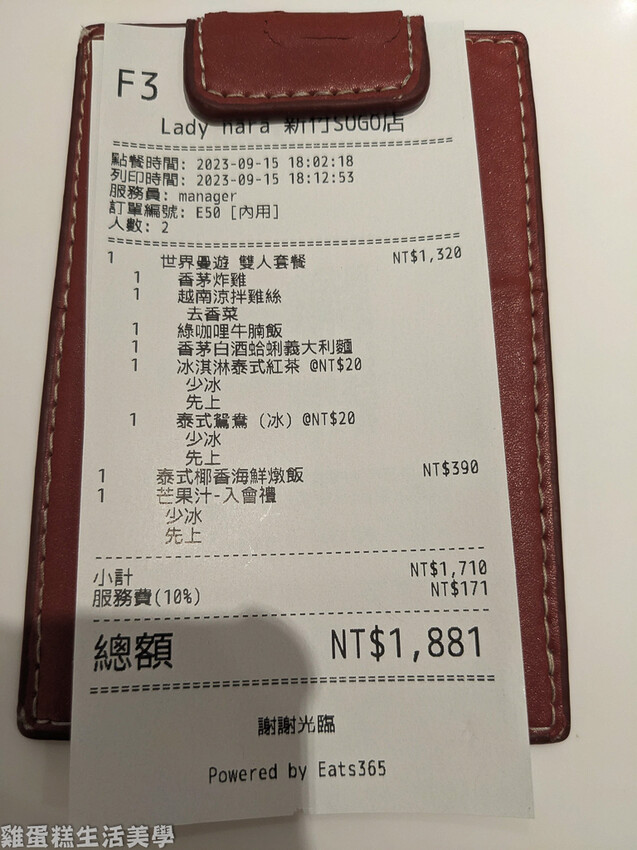 F3
Lady nara 新竹SOGO店
點餐時間: 2023-09-15 18:02:18
列印時間: 2023-09-15 18:12:53
服務員: manager
訂單編號: E50 [內用]
人數: 2
1 世界曼遊 雙人套餐 NT$1,320
1 香茅炸雞
1 越南涼拌雞絲
去香菜
1 綠咖哩牛腩飯
1 香茅白酒蛤蜊義大利麵
1 冰淇淋泰式紅茶 @NT$20
少冰
先上
1 泰式鴛鴦 (冰) @NT$20
少冰
先上
1 泰式椰香海鮮燉飯 NT$390
1 芒果汁-入會禮
少冰
先上
小計 NT$1,710
服務費(10%) NT$171
總額 NT$1,881
謝謝光臨
Powered by Eats365
雞蛋糕生活美學